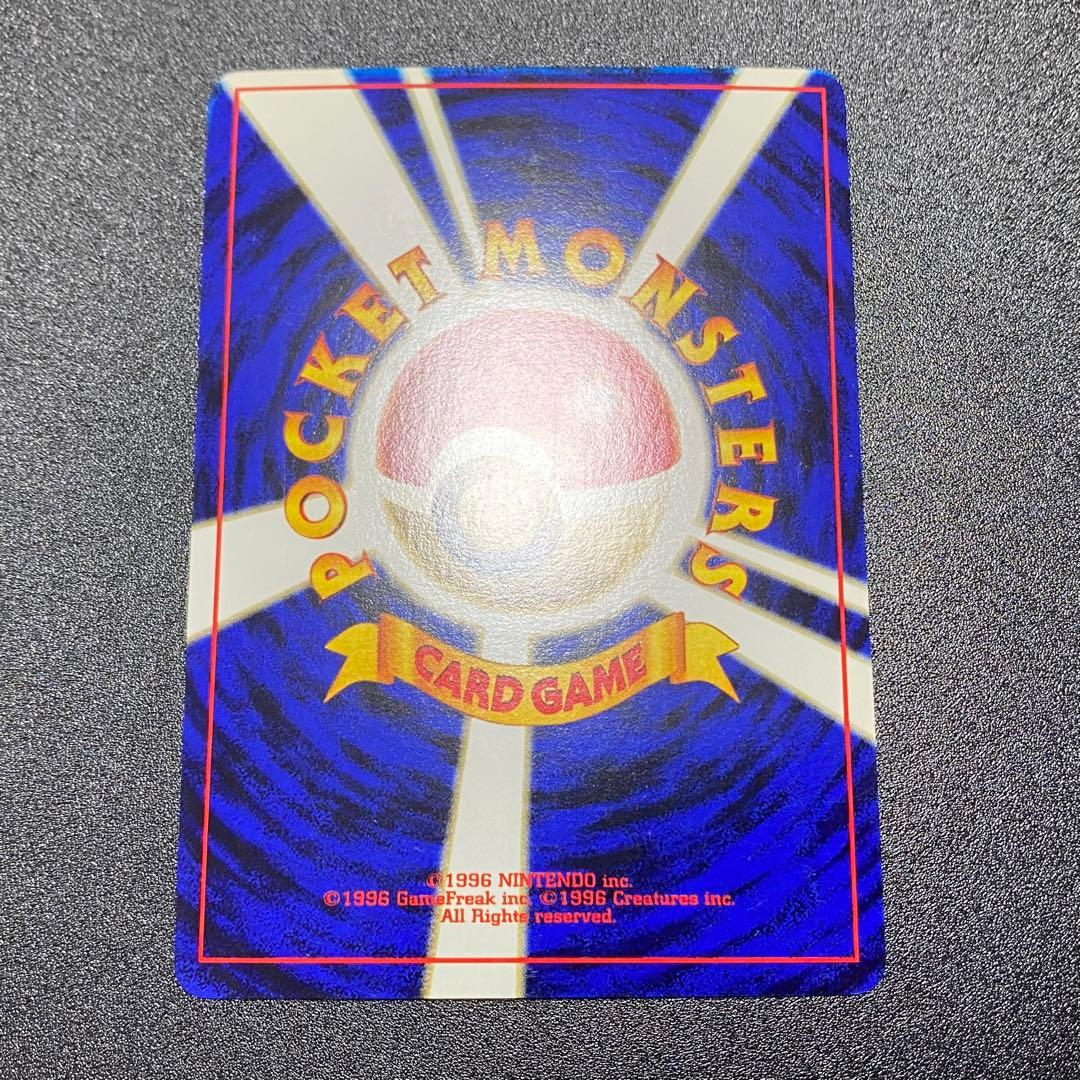 POCKET MONSTERS
CARD GAME
©1996 NINTENDO inc.
©1996 GameFreak inc. ©1996 Creatures inc.
All Rights reserved.